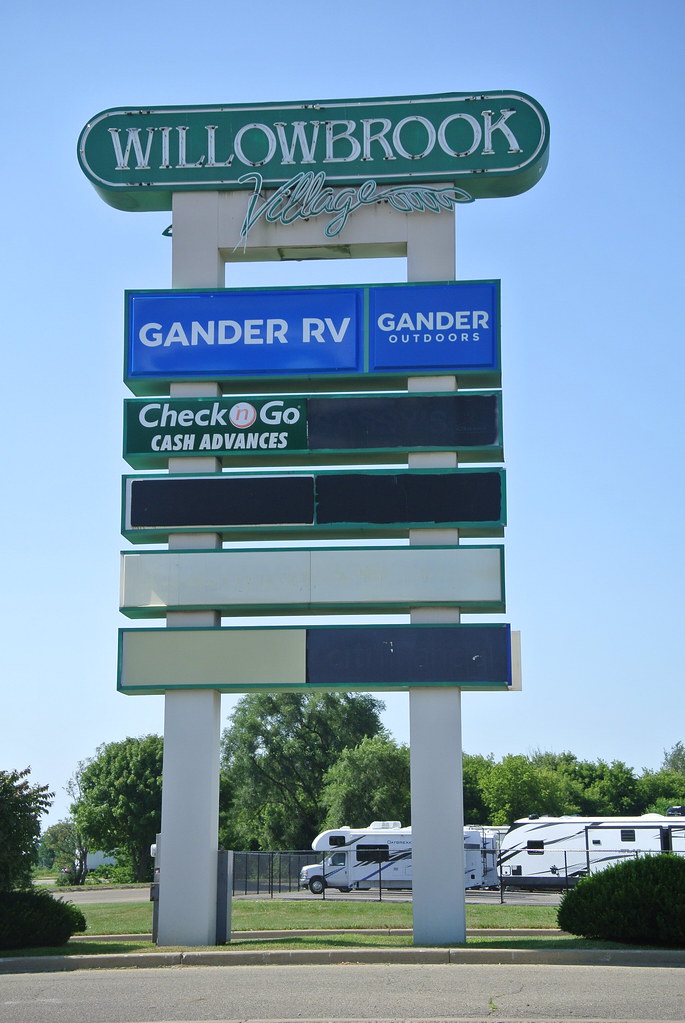 WILLOWBROOK
Village
GANDER RV
GANDER
OUTDOORS
Check n Go
CASH ADVANCES